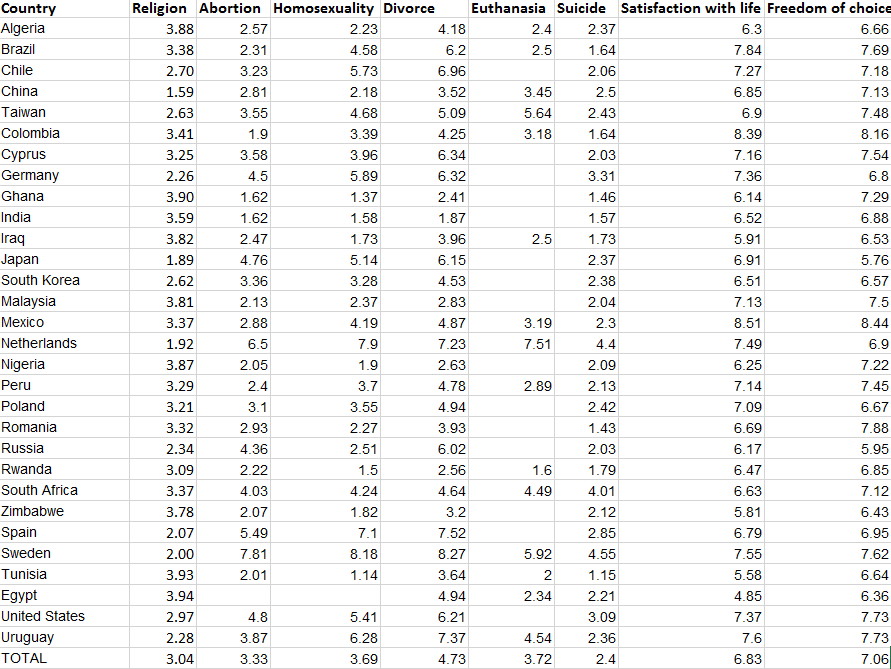 Country Religion Abortion Homosexuality Divorce Euthanasia Suicide Satisfaction with life Freedom of choice
Algeria 3.88 2.57 2.23 4.18 2.4 2.37 6.3 6.66
Brazil 3.38 2.31 4.58 6.2 2.5 1.64 7.84 7.69
Chile 2.70 3.23 5.73 6.96 2.06 7.27 7.18
China 1.59 2.81 2.18 3.52 3.45 2.5 6.85 7.13
Taiwan 2.63 3.55 4.68 5.09 5.64 2.43 6.9 7.48
Colombia 3.41 1.9 3.39 4.25 3.18 1.64 8.39 8.16
Cyprus 3.25 3.58 3.96 6.34 2.03 7.16 7.54
Germany 2.26 4.5 5.89 6.32 3.31 7.36 6.8
Ghana 3.90 1.62 1.37 2.41 1.46 6.14 7.29
India 3.59 1.62 1.58 1.87 1.57 6.52 6.88
Iraq 3.82 2.47 1.73 3.96 2.5 1.73 5.91 6.53
Japan 1.89 4.76 5.14 6.15 2.37 6.91 5.76
South Korea 2.62 3.36 3.28 4.53 2.38 6.51 6.57
Malaysia 3.81 2.13 2.37 2.83 2.04 7.13 7.5
Mexico 3.37 2.88 4.19 4.87 3.19 2.3 8.51 8.44
Netherlands 1.92 6.5 7.9 7.23 7.51 4.4 7.49 6.9
Nigeria 3.87 2.05 1.9 2.63 2.09 6.25 7.22
Peru 3.29 2.4 3.7 4.78 2.89 2.13 7.14 7.45
Poland 3.21 3.1 3.55 4.94 2.42 7.09 6.67
Romania 3.32 2.93 2.27 3.93 1.43 6.69 7.88
Russia 2.34 4.36 2.51 6.02 2.03 6.17 5.95
Rwanda 3.09 2.22 1.5 2.56 1.6 1.79 6.47 6.85
South Africa 3.37 4.03 4.24 4.64 4.49 4.01 6.63 7.12
Zimbabwe 3.78 2.07 1.82 3.2 2.12 5.81 6.43
Spain 2.07 5.49 7.1 7.52 2.85 6.79 6.95
Sweden 2.00 7.81 8.18 8.27 5.92 4.55 7.55 7.62
Tunisia 3.93 2.01 1.14 3.64 2 1.15 5.58 6.64
Egypt 3.94 4.94 2.34 2.21 4.85 6.36
United States 2.97 4.8 5.41 6.21 3.09 7.37 7.73
Uruguay 2.28 3.87 6.28 7.37 4.54 2.36 7.6 7.73
TOTAL 3.04 3.33 3.69 4.73 3.72 2.4 6.83 7.06